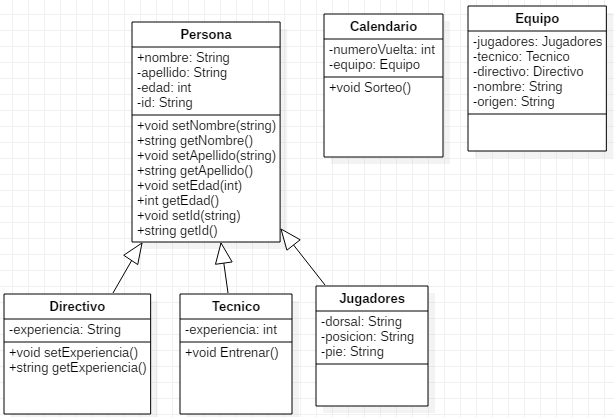 Persona
+nombre: String
-apellido: String
-edad: int
-id: String
+void setNombre(string)
+string getNombre()
+void setApellido(string)
+string getApellido()
+void setEdad(int)
+int getEdad()
+void setId(string)
+string getId()
Calendario
-numeroVuelta: int
-equipo: Equipo
+void Sorteo()
Equipo
-jugadores: Jugadores
-tecnico: Tecnico
-directivo: Directivo
-nombre: String
-origen: String
Directivo
-experiencia: String
+void setExperiencia()
+string getExperiencia()
Tecnico
-experiencia: int
+void Entrenar()
Jugadores
-dorsal: String
-posicion: String
-pie: String